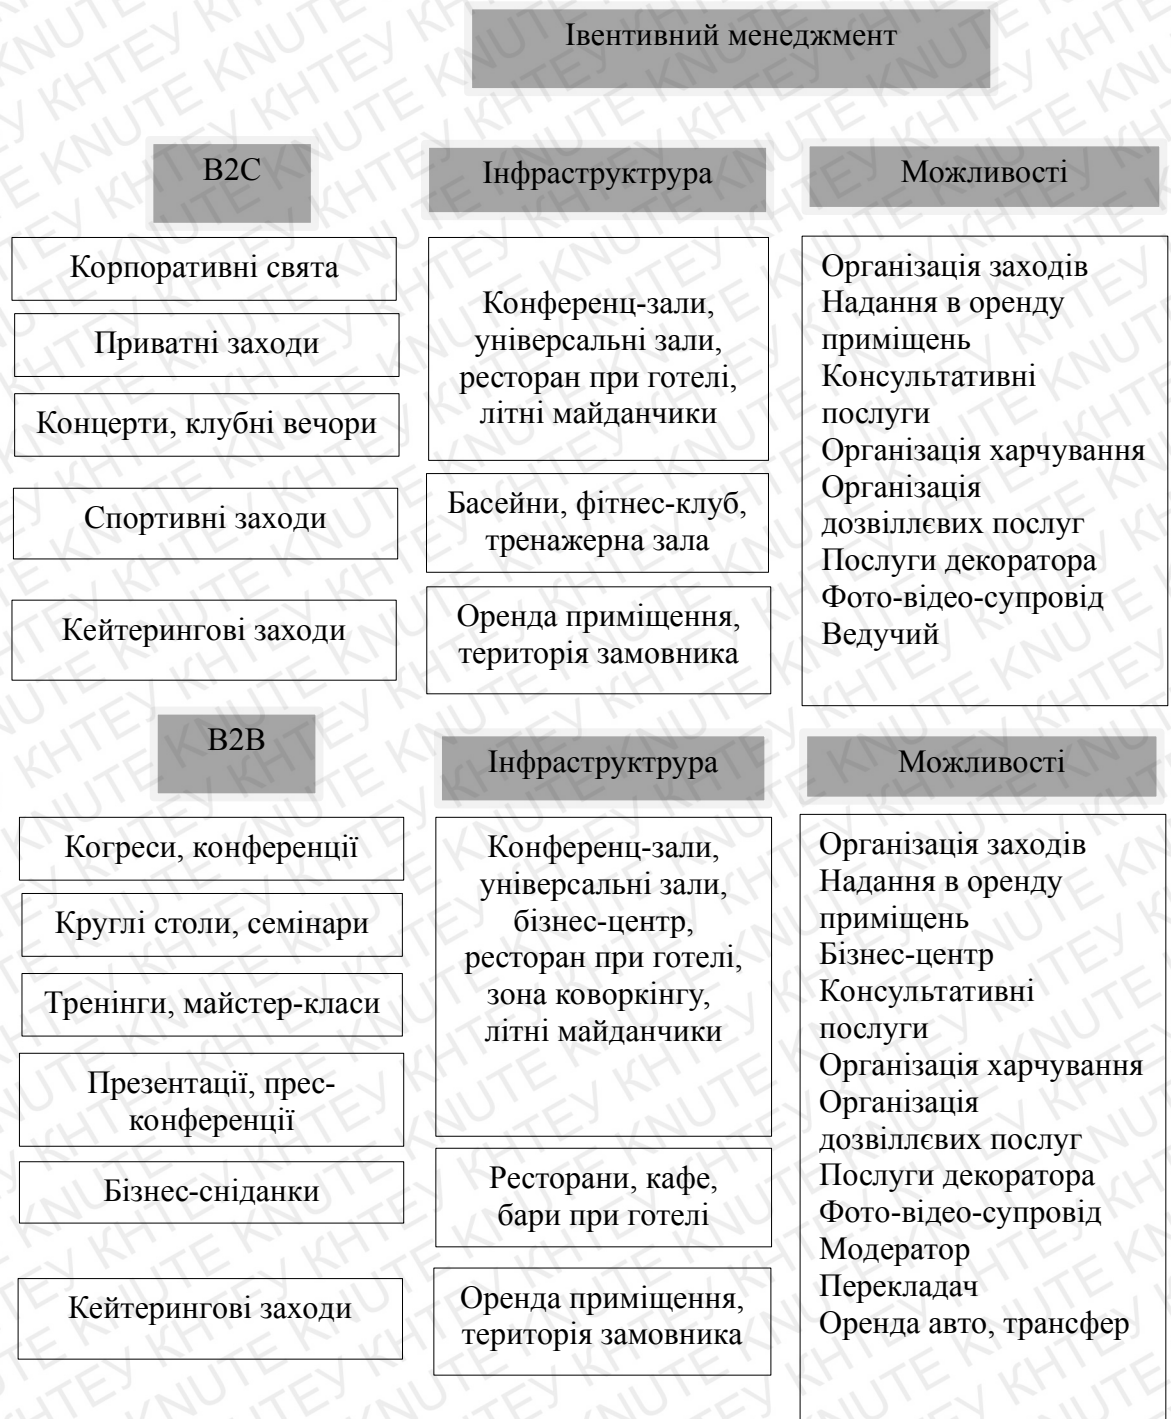 Івентивний менеджмент
B2C
Інфраструктрура
Можливості
Корпоративні свята
Приватні заходи
Концерти, клубні вечори
Спортивні заходи
Кейтерингові заходи
Конференц-зали,
універсальні зали,
ресторан при готелі,
літні майданчики
Басейни, фітнес-клуб,
тренажерна зала
Оренда приміщення,
територія замовника
Організація заходів
Надання в оренду
приміщень
Консультативні
послуги
Організація харчування
Організація
дозвіллєвих послуг
Послуги декоратора
Фото-відео-супровід
Ведучий
B2B
Інфраструктрура
Можливості
Когреси, конференції
Круглі столи, семінари
Тренінги, майстер-класи
Презентації, прес-
конференції
Бізнес-сніданки
Кейтерингові заходи
Конференц-зали,
універсальні зали,
бізнес-центр,
ресторан при готелі,
зона коворкінгу,
літні майданчики
Ресторани, кафе,
бари при готелі
Оренда приміщення,
територія замовника
Організація заходів
Надання в оренду
приміщень
Бізнес-центр
Консультативні
послуги
Організація харчування
Організація
дозвіллєвих послуг
Послуги декоратора
Фото-відео-супровід
Модератор
Перекладач
Оренда авто, трансфер